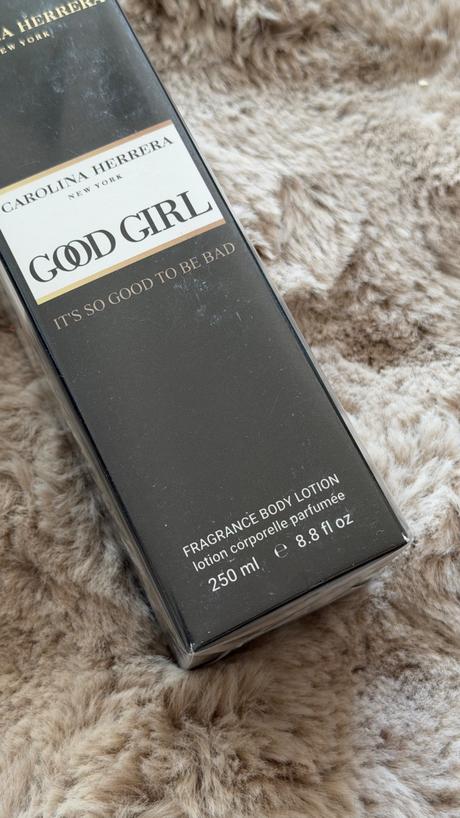 A HERRERA
NEW YORK
CAROLINA HERRERA
NEW YORK
GOOD GIRL
IT'S SO GOOD TO BE BAD
FRAGRANCE BODY LOTION
lotion corporelle parfumée
250 ml ℮ 8.8 fl oz